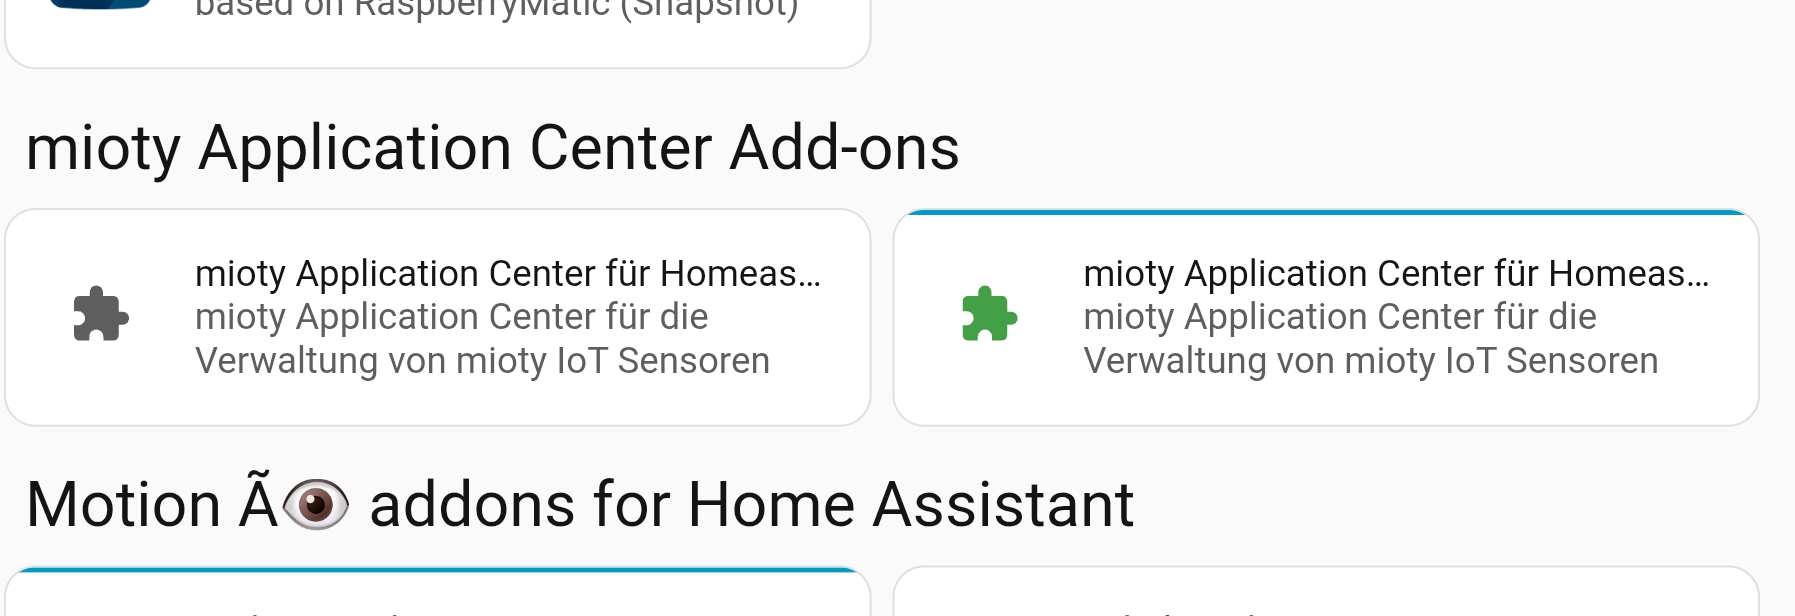 based on RaspberryMatic (Snapshot)
mioty Application Center Add-ons
mioty Application Center für Homeas...
mioty Application Center für die
Verwaltung von mioty IoT Sensoren
mioty Application Center für Homeas...
mioty Application Center für die
Verwaltung von mioty IoT Sensoren
Motion Ã👁️ addons for Home Assistant